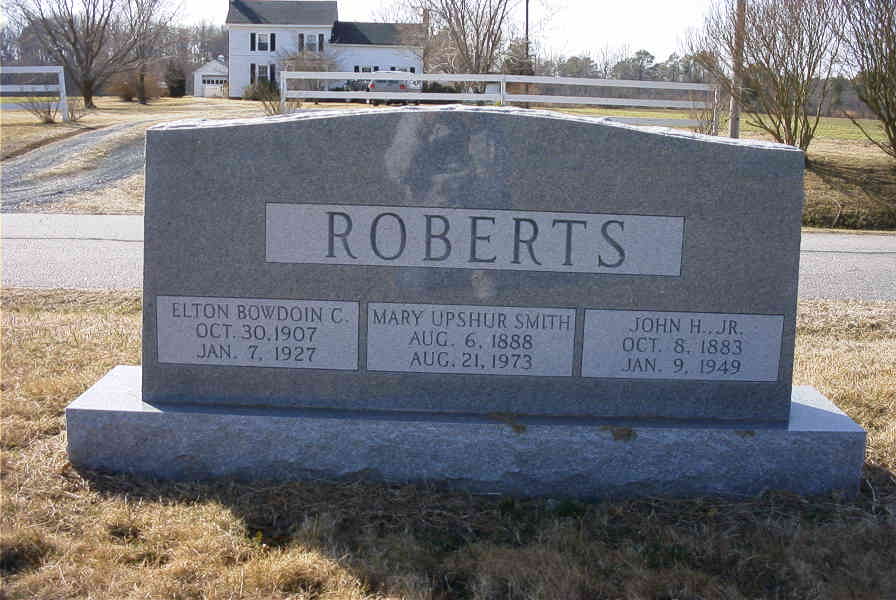 ROBERTS
ELTON BOWDOIN C.
OCT. 30, 1907
JAN. 7, 1927
MARY UPSHUR SMITH
AUG. 6, 1888
AUG. 21, 1973
JOHN H., JR.
OCT. 8, 1883
JAN. 9, 1949